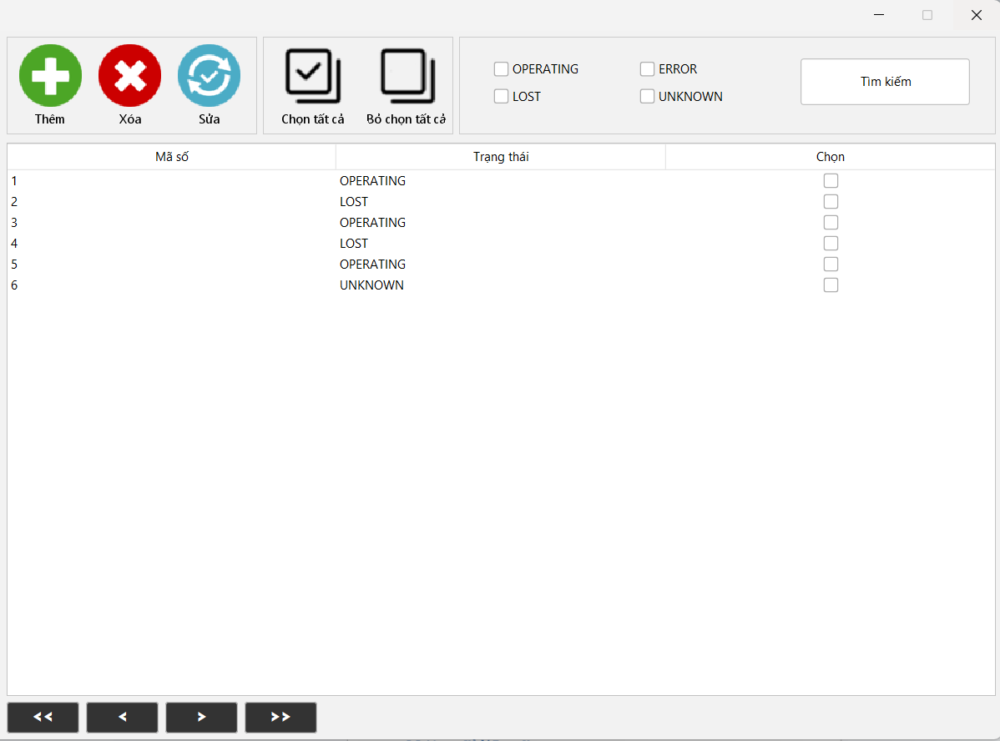 Thêm Xóa Sửa
Chọn tất cả Bỏ chọn tất cả
OPERATING ERROR
LOST UNKNOWN
Tìm kiếm
Mã số Trạng thái Chọn
1 OPERATING
2 LOST
3 OPERATING
4 LOST
5 OPERATING
6 UNKNOWN
<< < > >>